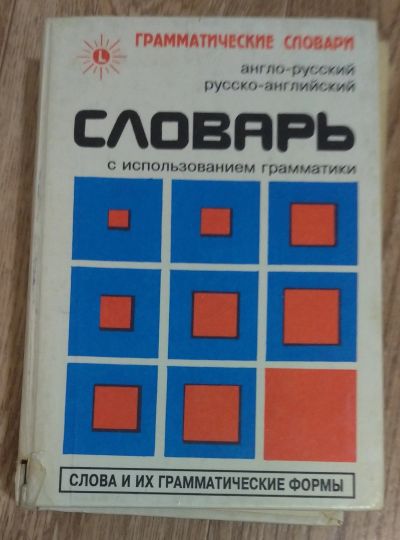 ГРАММАТИЧЕСКИЕ СЛОВАРИ
L
англо-русский
русско-английский
СЛОВАРЬ
с использованием грамматики
СЛОВА И ИХ ГРАММАТИЧЕСКИЕ ФОРМЫ